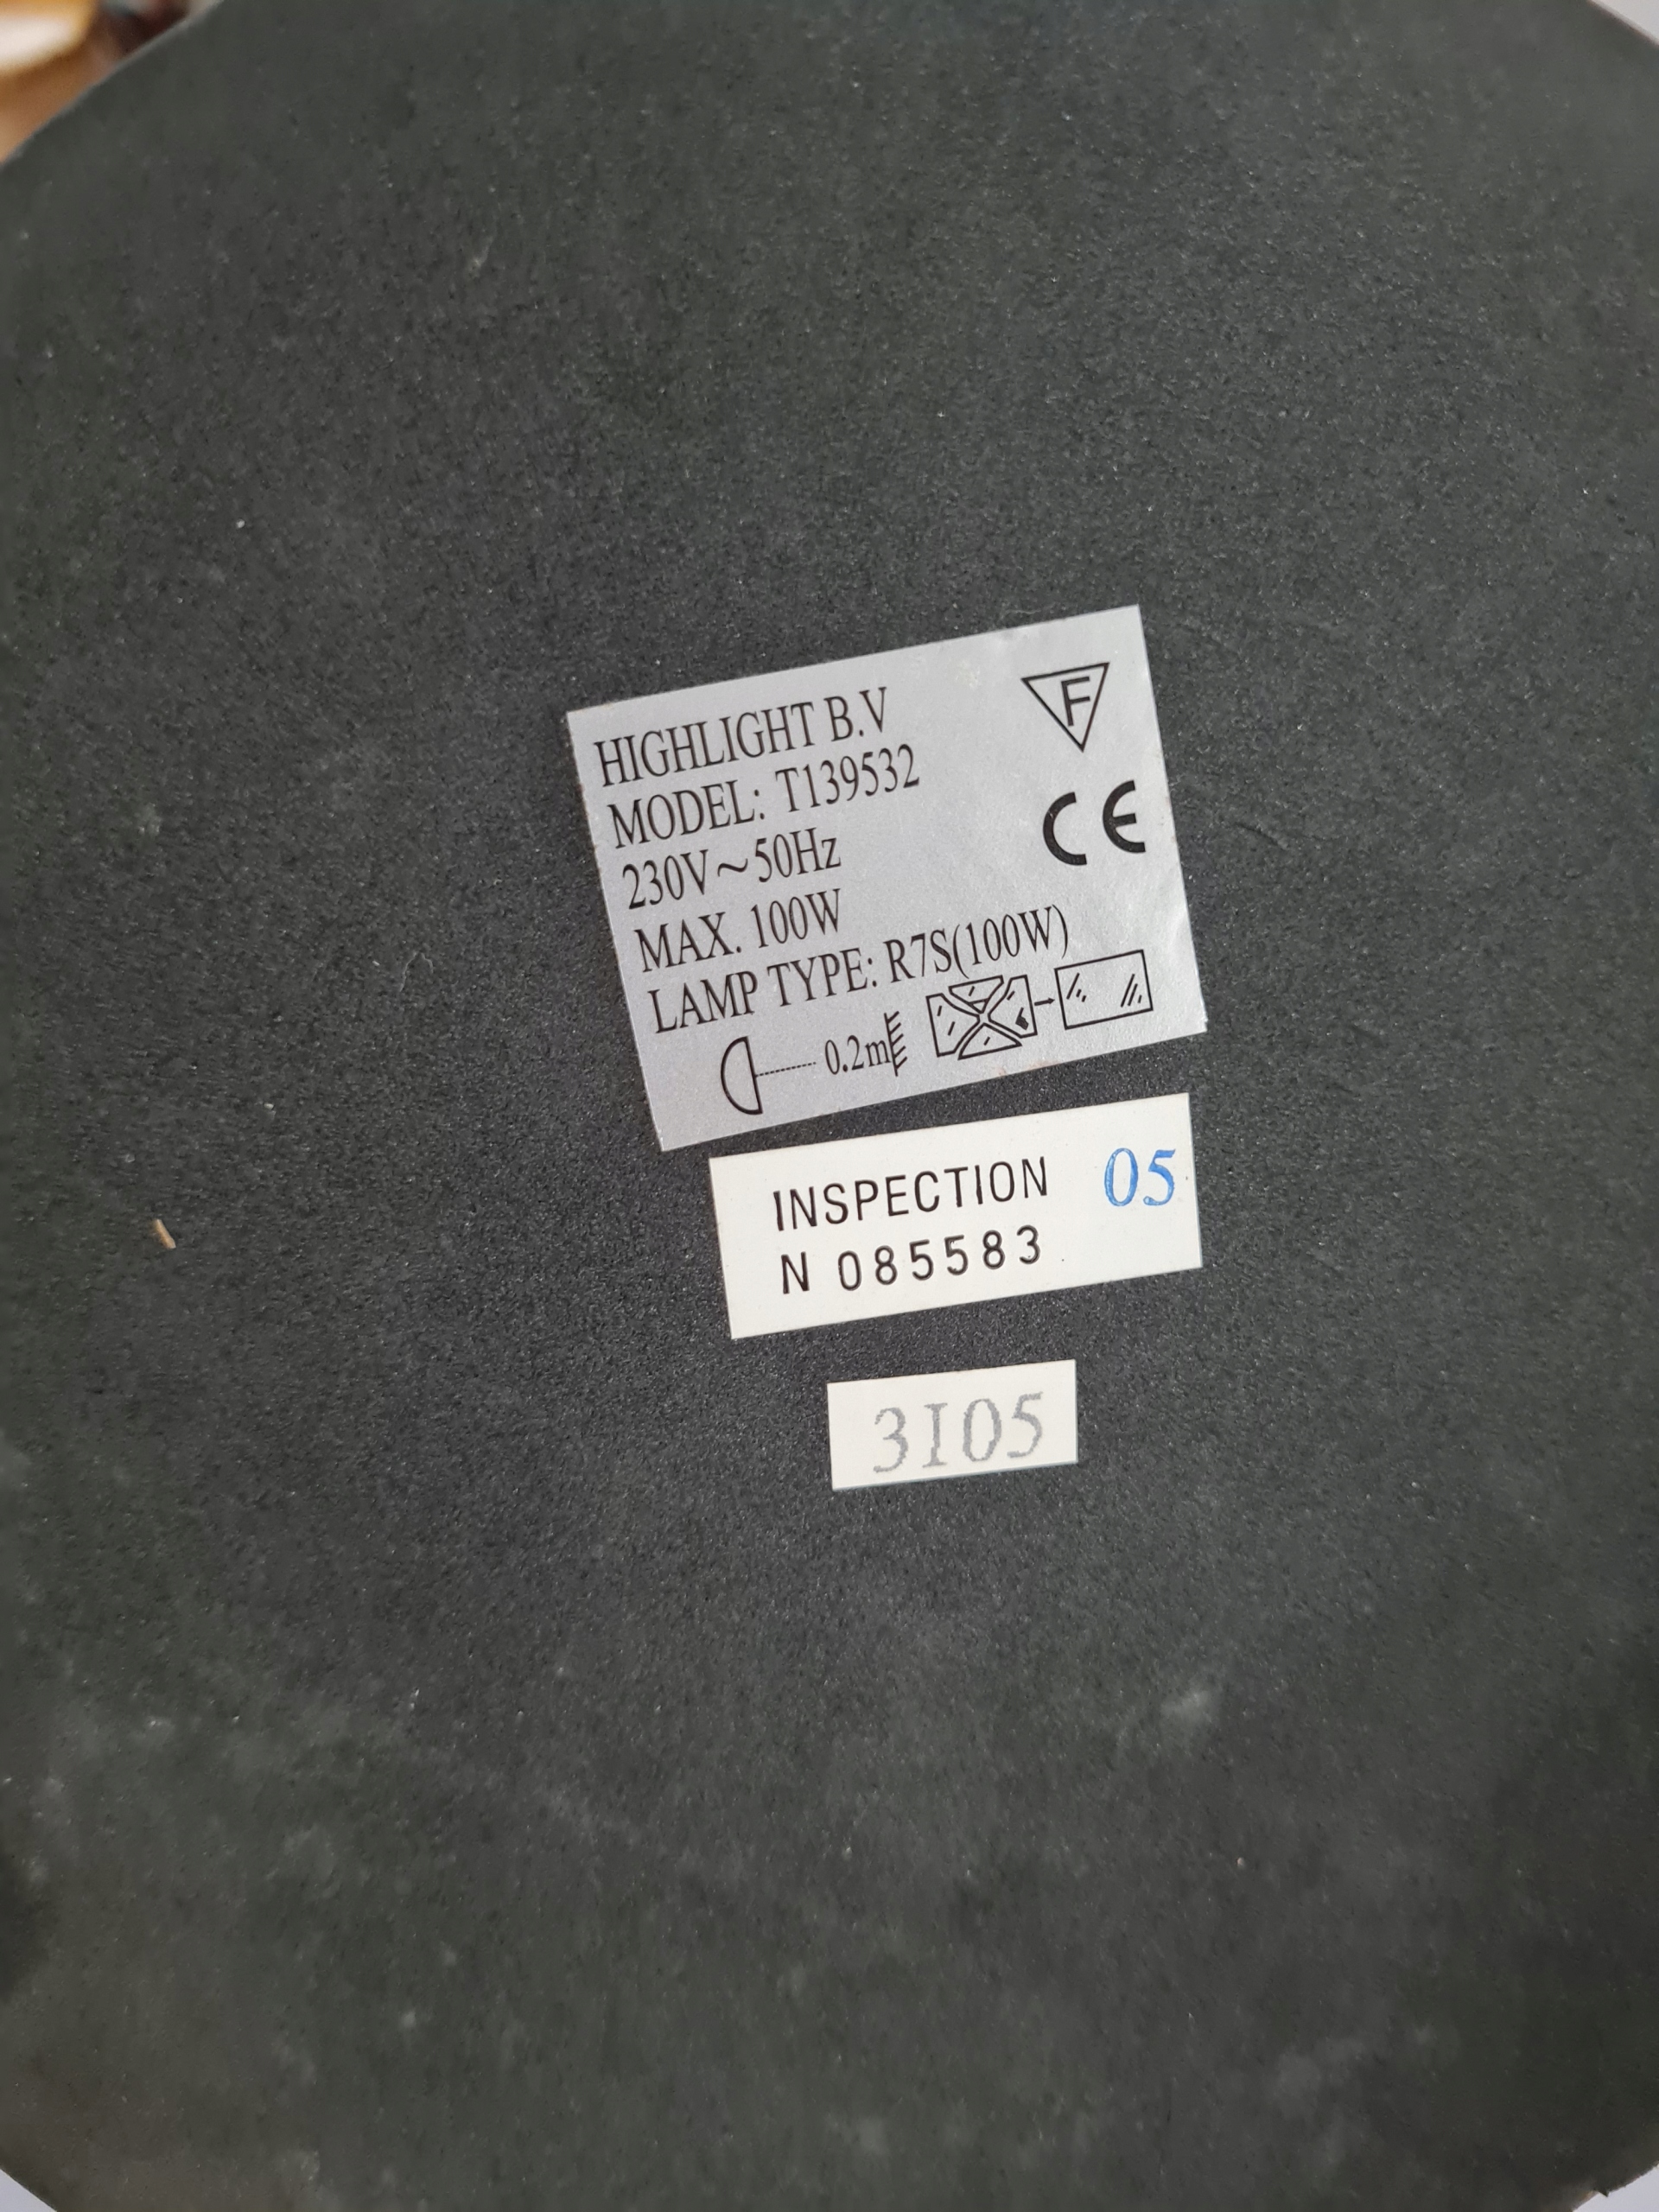 HIGHLIGHT B.V
F
MODEL: T139532
230V~50Hz
CE
MAX. 100W
LAMP TYPE: R7S(100W)
0.2m
INSPECTION 05
N 085583
3105